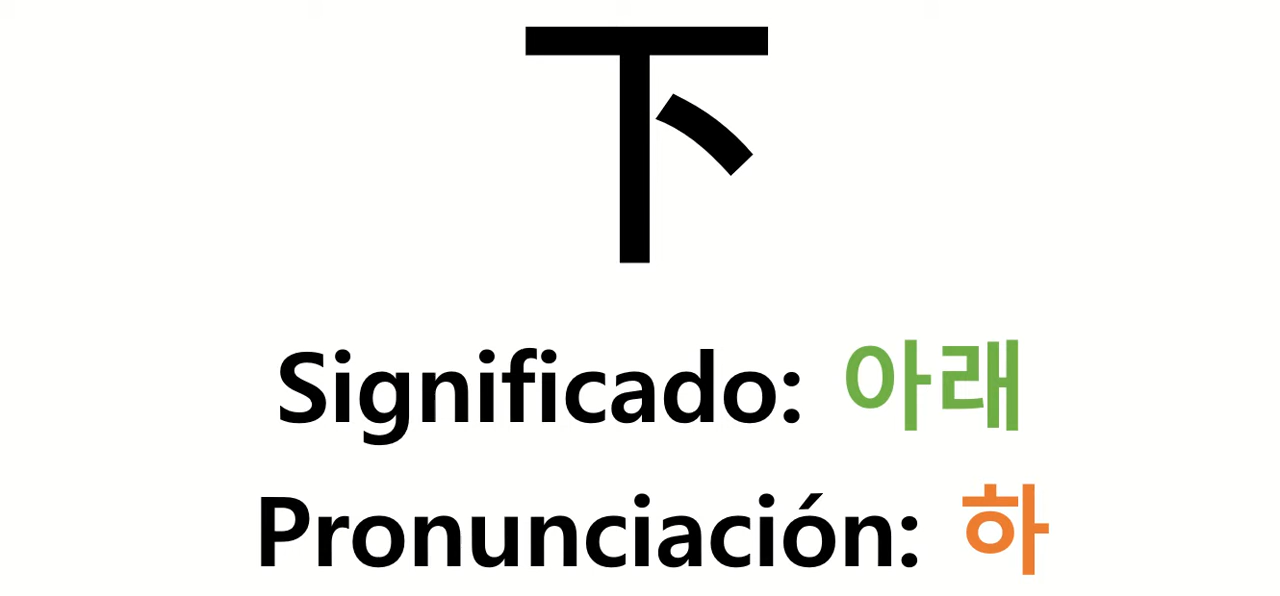 下
Significado: 아래
Pronunciación: 하